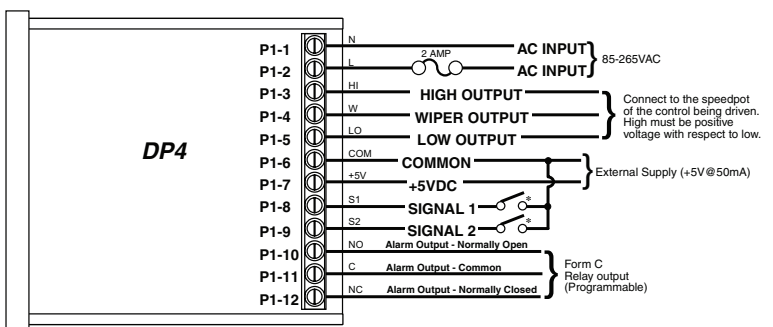 DP4
P1-1 N AC INPUT
P1-2 L 2 AMP AC INPUT
85-265VAC
P1-3 HI HIGH OUTPUT
P1-4 W WIPER OUTPUT
P1-5 LO LOW OUTPUT
Connect to the speedpot
of the control being driven.
High must be positive
voltage with respect to low.
P1-6 COM COMMON
P1-7 +5V +5VDC
External Supply (+5V@50mA)
P1-8 S1 SIGNAL 1 *
P1-9 S2 SIGNAL 2 *
P1-10 NO Alarm Output - Normally Open
P1-11 C Alarm Output - Common
P1-12 NC Alarm Output - Normally Closed
Form C
Relay output
(Programmable)